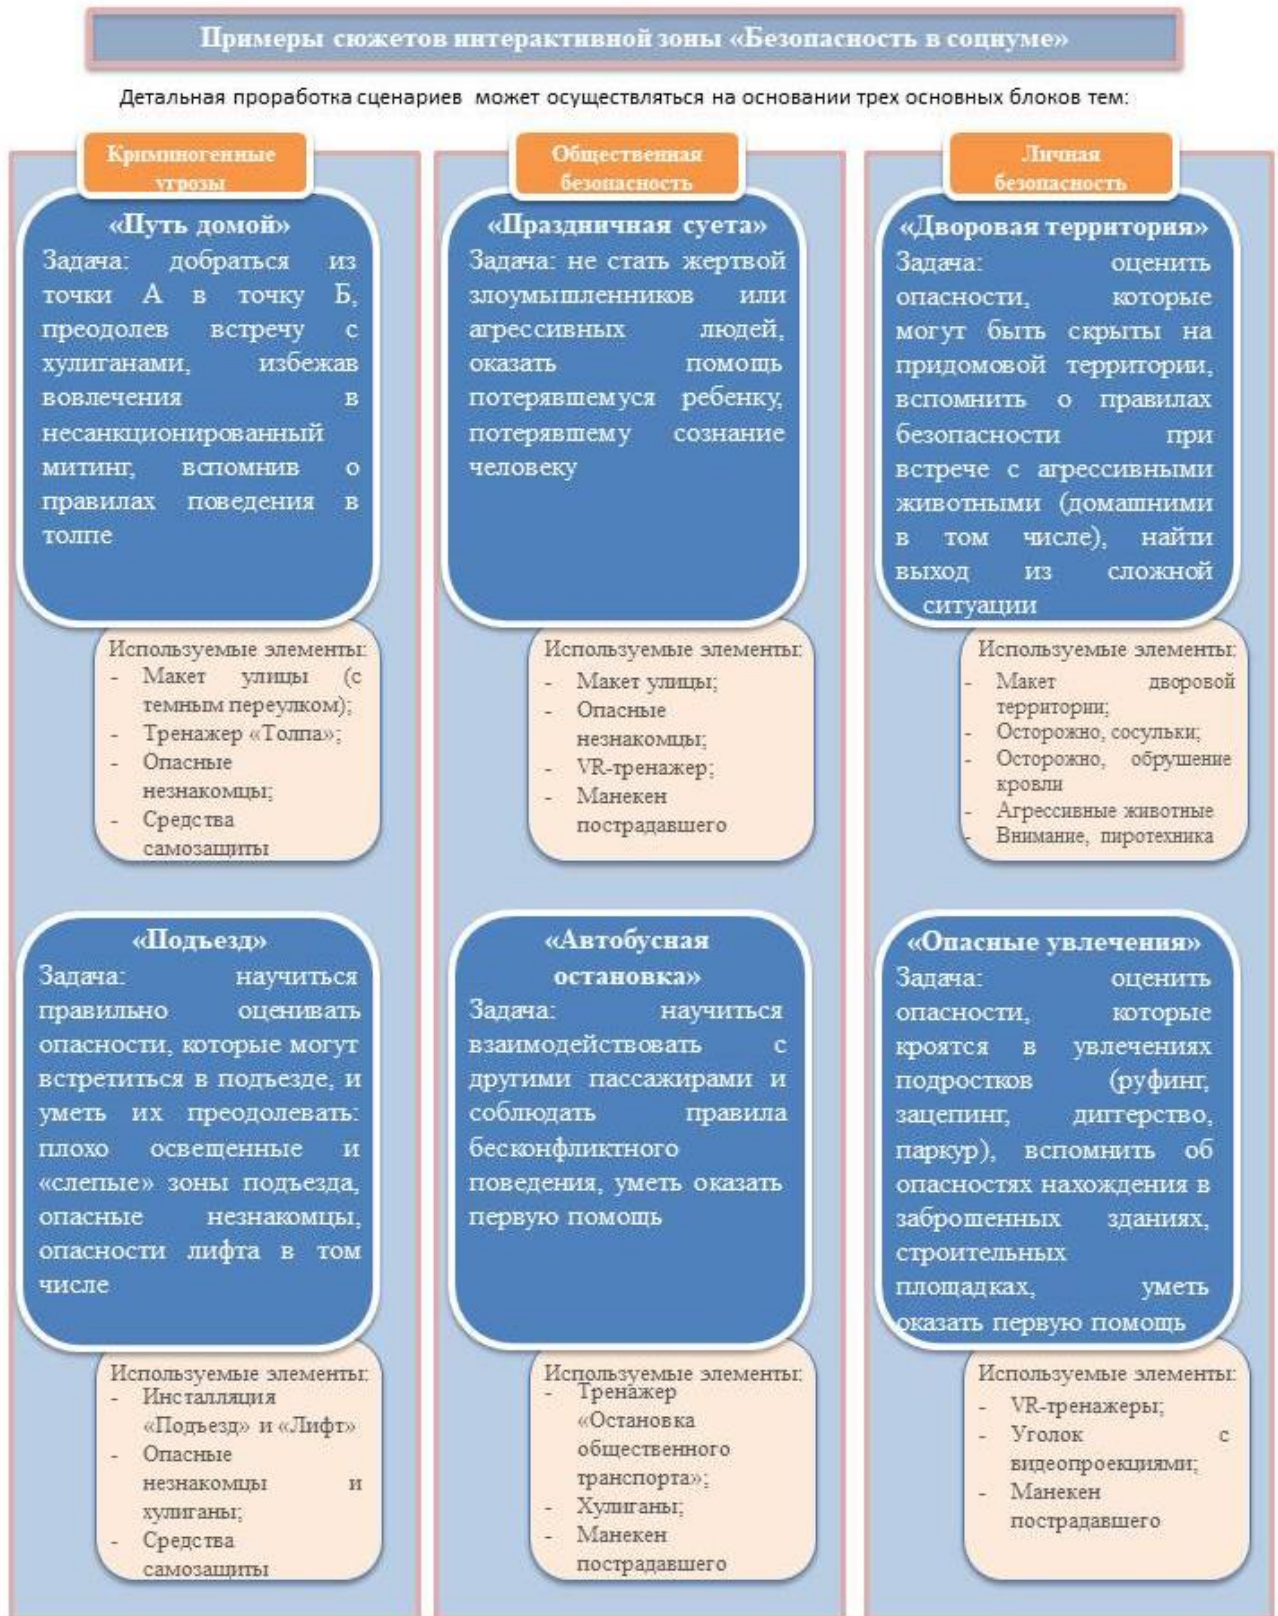 Примеры сюжетов интерактивной зоны «Безопасность в социуме»
Детальная проработка сценариев может осуществляться на основании трех основных блоков тем:
Криминогенные
угрозы
«Путь домой»
Задача: добраться из
точки А в точку Б,
преодолев встречу с
хулиганами, избежав
вовлечения в
несанкционированный
митинг, вспомнив о
правилах поведения в
толпе
Используемые элементы:
- Макет улицы (с
темным переулком);
- Тренажер «Толпа»;
- Опасные
незнакомцы;
- Средства
самозащиты
«Подъезд»
Задача: научиться
правильно оценивать
опасности, которые могут
встретиться в подъезде, и
уметь их преодолевать:
плохо освещенные и
«слепые» зоны подъезда,
опасные незнакомцы,
опасности лифта в том
числе
Используемые элементы:
- Инсталляция
«Подъезд» и «Лифт»
- Опасные
незнакомцы и
хулиганы;
- Средства
самозащиты
Общественная
безопасность
«Праздничная суета»
Задача: не стать жертвой
злоумышленников или
агрессивных людей,
оказать помощь
потерявшемуся ребенку,
потерявшему сознание
человеку
Используемые элементы:
- Макет улицы;
- Опасные
незнакомцы;
- VR-тренажер;
- Манекен
пострадавшего
«Автобусная
остановка»
Задача: научиться
взаимодействовать с
другими пассажирами и
соблюдать правила
бесконфликтного
поведения, уметь оказать
первую помощь
Используемые элементы:
- Тренажер
«Остановка
общественного
транспорта»;
- Хулиганы;
- Манекен
пострадавшего
Личная
безопасность
«Дворовая территория»
Задача: оценить
опасности, которые
могут быть скрыты на
придомовой территории,
вспомнить о правилах
безопасности при
встрече с агрессивными
животными (домашними
в том числе), найти
выход из сложной
ситуации
Используемые элементы:
- Макет дворовой
территории;
- Осторожно, сосульки;
- Осторожно, обрушение
кровли
- Агрессивные животные
- Внимание, пиротехника
«Опасные увлечения»
Задача: оценить
опасности, которые
кроятся в увлечениях
подростков (руфинг,
зацепинг, диггерство,
паркур), вспомнить об
опасностях нахождения в
заброшенных зданиях,
строительных
площадках, уметь
оказать первую помощь
Используемые элементы:
- VR-тренажеры;
- Уголок с
видеопроекциями;
- Манекен
пострадавшего